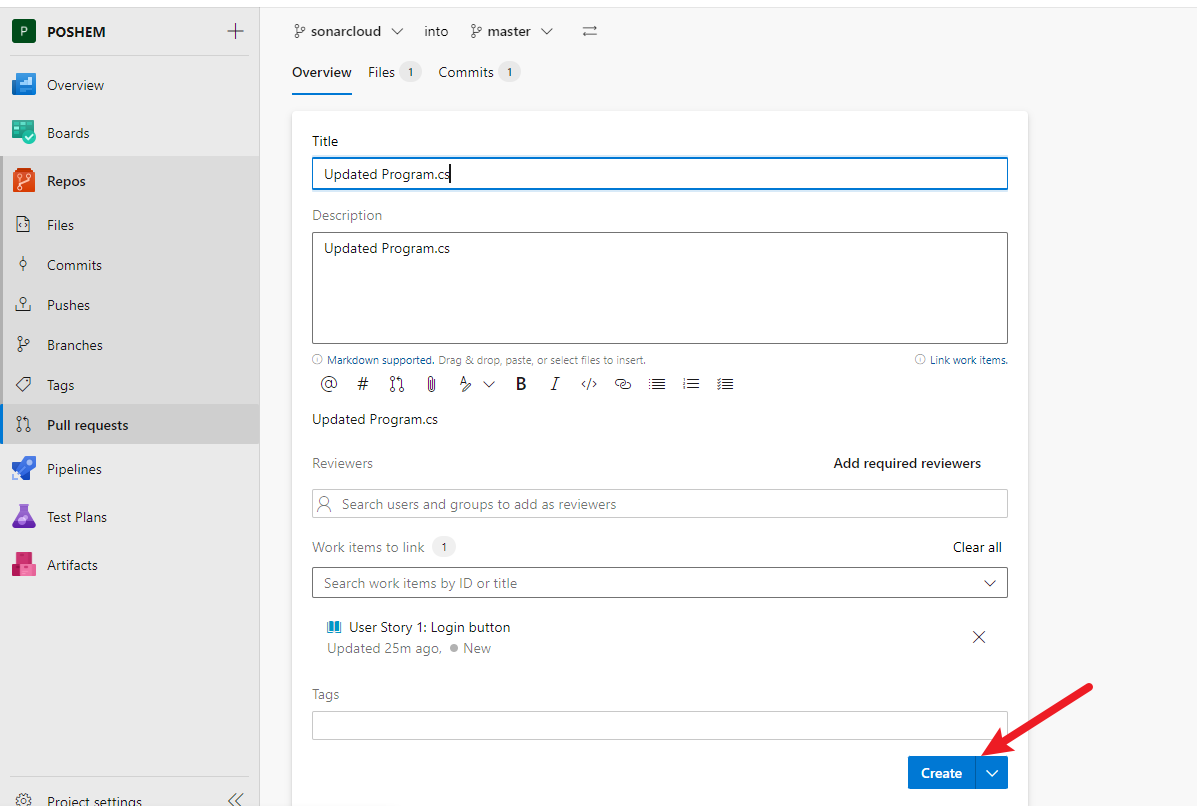 P POSHEM
Overview
Boards
Repos
Files
Commits
Pushes
Branches
Tags
Pull requests
Pipelines
Test Plans
Artifacts
Project settings
sonarcloud into master
Overview Files 1 Commits 1
Title
Updated Program.cs
Description
Updated Program.cs
Markdown supported. Drag & drop, paste, or select files to insert. Link work items.
@ # B I </>
Updated Program.cs
Reviewers Add required reviewers
Search users and groups to add as reviewers
Work items to link 1 Clear all
Search work items by ID or title
User Story 1: Login button
Updated 25m ago, New
Tags
Create